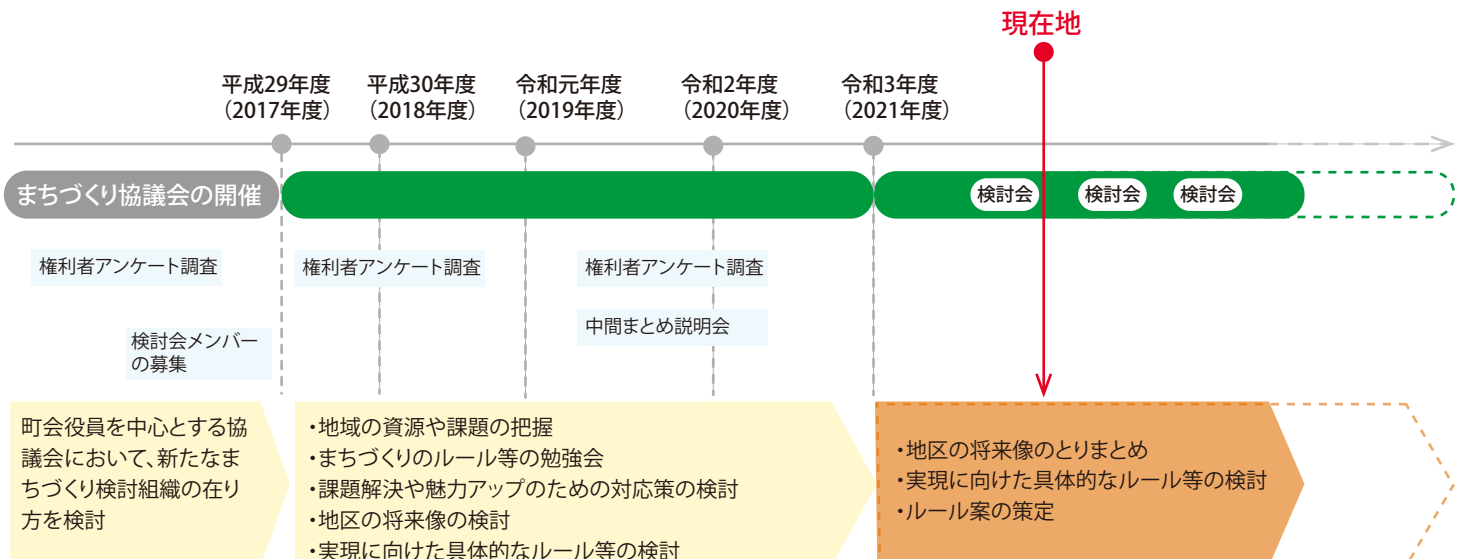 現在地
平成29年度
（2017年度）
平成30年度
（2018年度）
令和元年度
（2019年度）
令和2年度
（2020年度）
令和3年度
（2021年度）
まちづくり協議会の開催
検討会
検討会
検討会
権利者アンケート調査
権利者アンケート調査
権利者アンケート調査
中間まとめ説明会
検討会メンバー
の募集
町会役員を中心とする協
議会において、新たなま
ちづくり検討組織の在り
方を検討
・地域の資源や課題の把握
・まちづくりのルール等の勉強会
・課題解決や魅力アップのための対応策の検討
・地区の将来像の検討
・実現に向けた具体的なルール等の検討
・地区の将来像のとりまとめ
・実現に向けた具体的なルール等の検討
・ルール案の策定